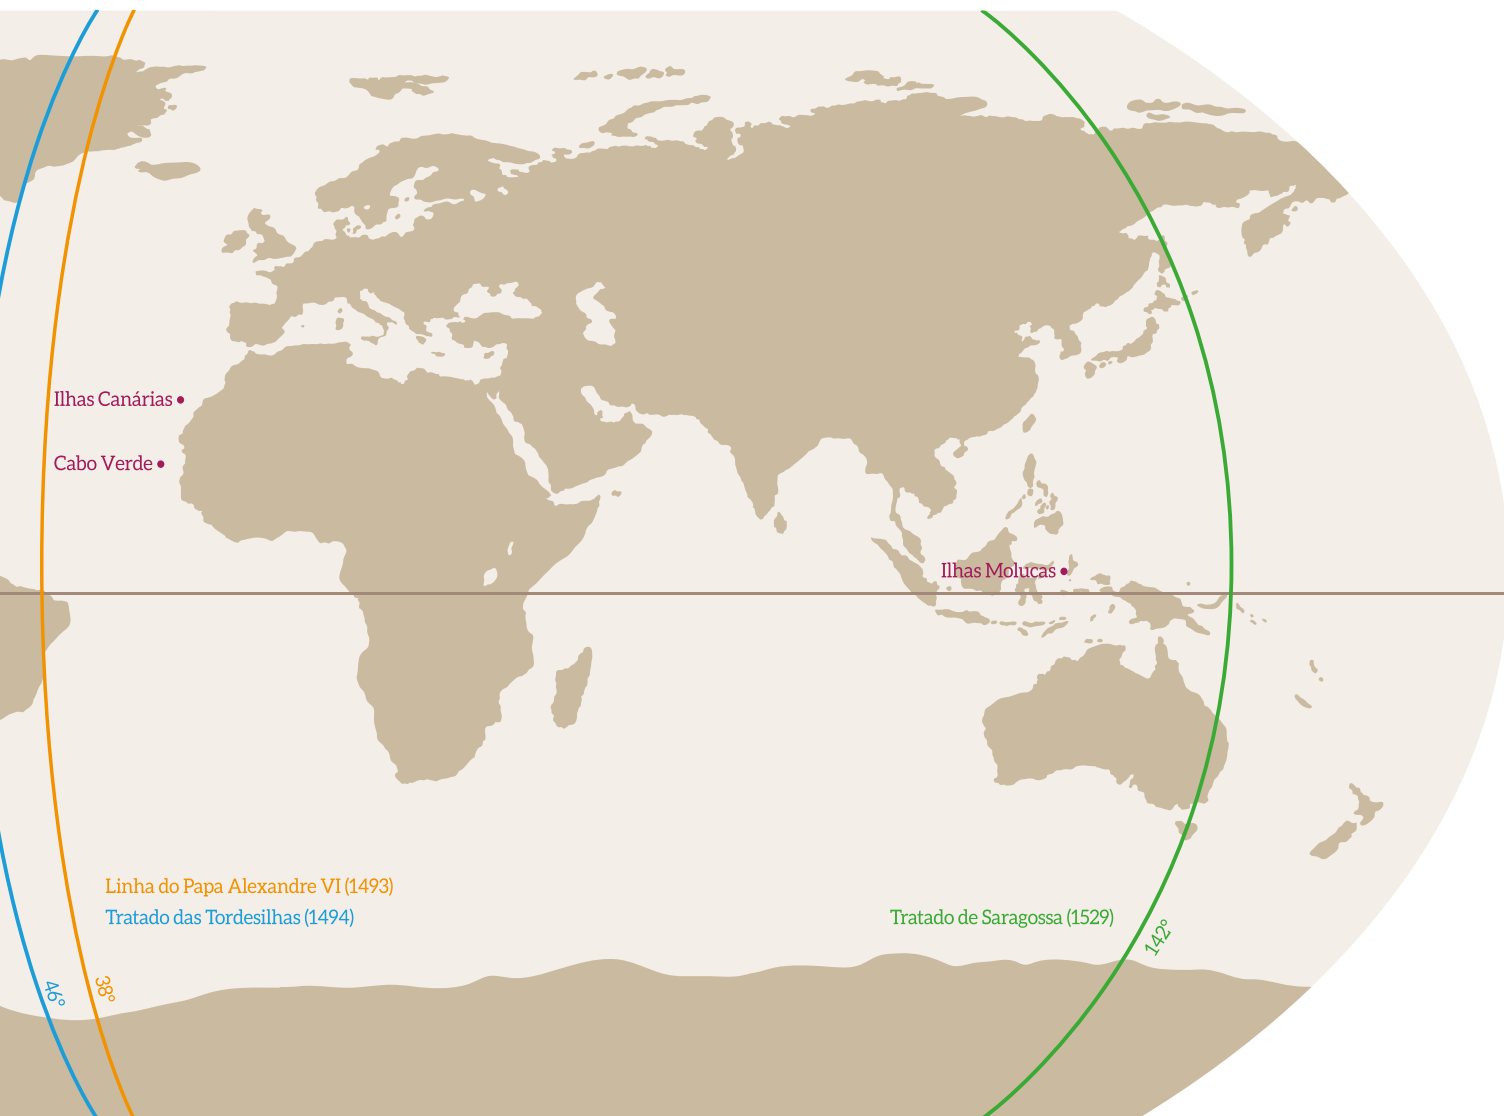 Ilhas Canárias
Cabo Verde
Ilhas Molucas
Linha do Papa Alexandre VI (1493)
Tratado das Tordesilhas (1494)
Tratado de Saragossa (1529)
142°
46°
38°